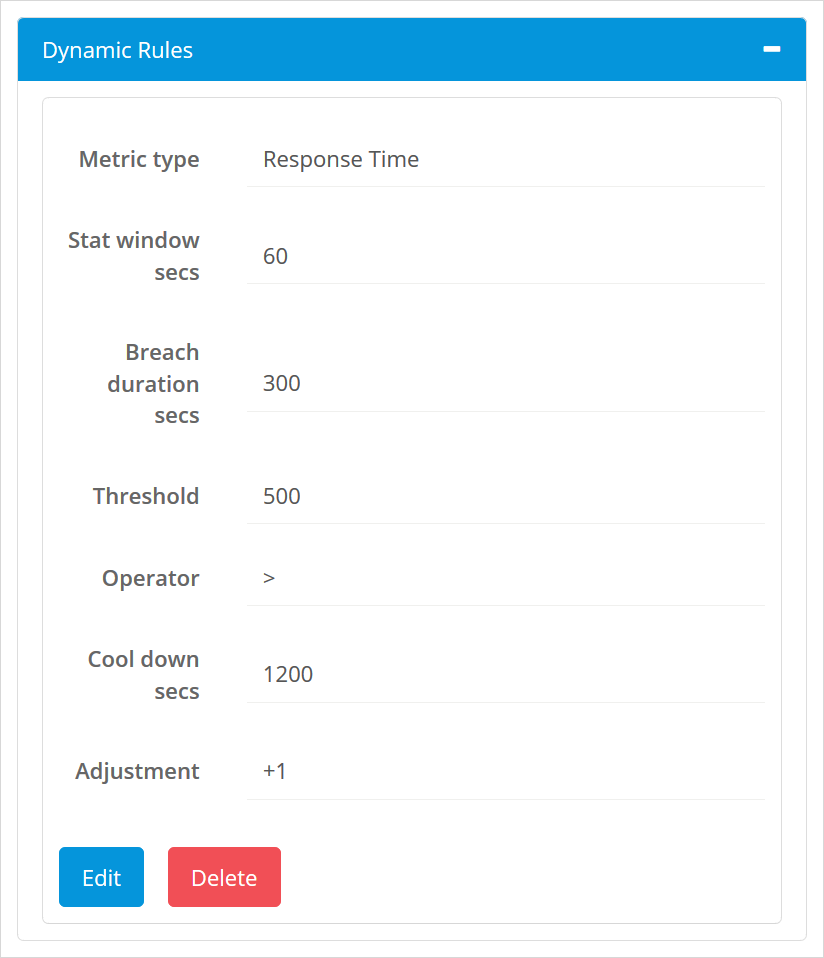 Dynamic Rules
Metric type
Response Time
Stat window
secs
60
Breach
duration
secs
300
Threshold
500
Operator
>
Cool down
secs
1200
Adjustment
+1
Edit
Delete